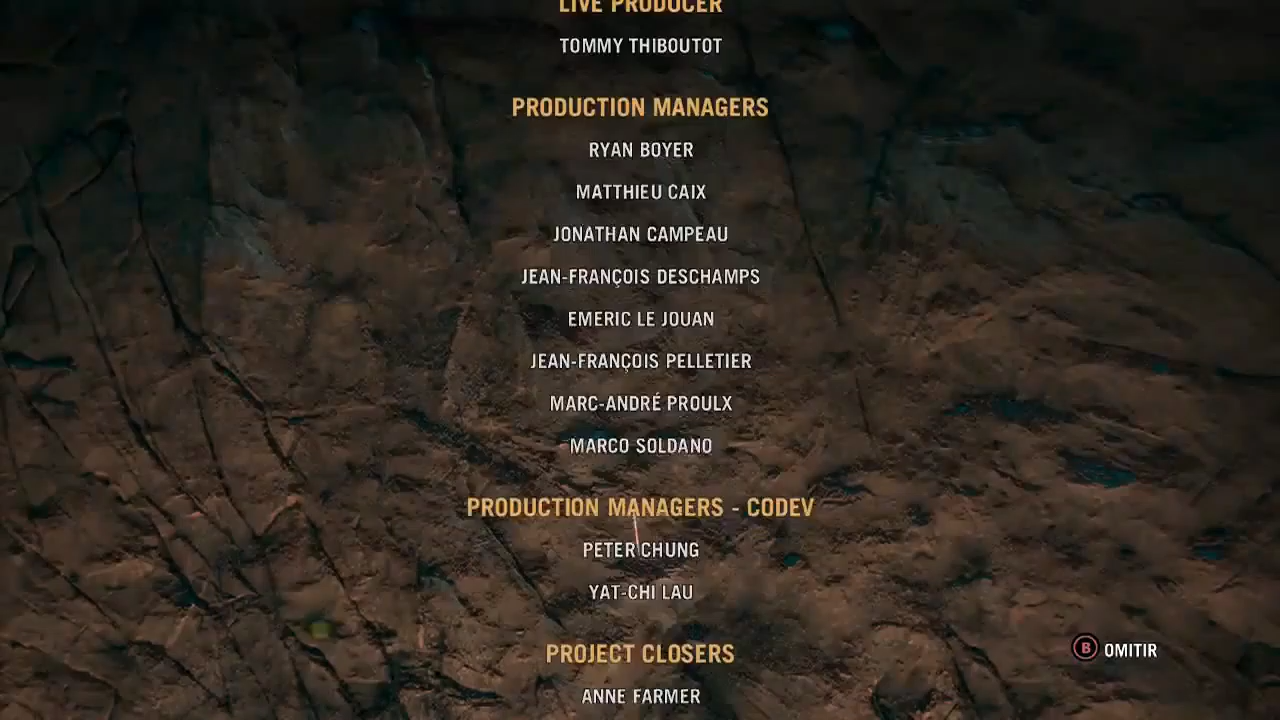 LIVE PRODUCER
TOMMY THIBOUTOT
PRODUCTION MANAGERS
RYAN BOYER
MATTHIEU CAIX
JONATHAN CAMPEAU
JEAN-FRANÇOIS DESCHAMPS
EMERIC LE JOUAN
JEAN-FRANÇOIS PELLETIER
MARC-ANDRÉ PROULX
MARCO SOLDANO
PRODUCTION MANAGERS - CODEV
PETER CHUNG
YAT-CHI LAU
PROJECT CLOSERS
B OMITIR
ANNE FARMER